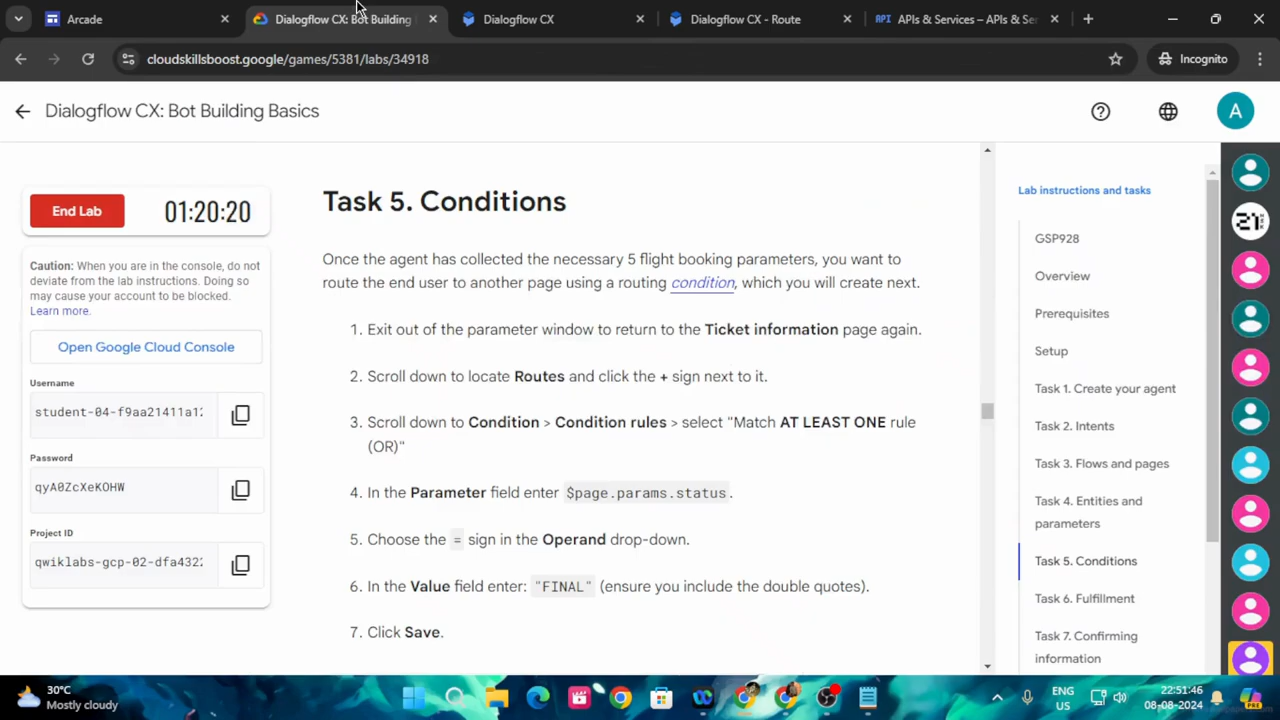 Arcade
Dialogflow CX: Bot Building
Dialogflow CX
Dialogflow CX - Route
API APIs & Services – APIs & Ser
cloudskillsboost.google/games/5381/labs/34918
Incognito
Dialogflow CX: Bot Building Basics
A
End Lab
01:20:20
Caution: When you are in the console, do not
deviate from the lab instructions. Doing so
may cause your account to be blocked.
Learn more.
Open Google Cloud Console
Username
student-04-f9aa21411a12
Password
qyA0ZcXeKOHW
Project ID
qwiklabs-gcp-02-dfa4322
Task 5. Conditions
Once the agent has collected the necessary 5 flight booking parameters, you want to
route the end user to another page using a routing condition, which you will create next.
1. Exit out of the parameter window to return to the Ticket information page again.
2. Scroll down to locate Routes and click the + sign next to it.
3. Scroll down to Condition > Condition rules > select "Match AT LEAST ONE rule
(OR)"
4. In the Parameter field enter $page.params.status.
5. Choose the = sign in the Operand drop-down.
6. In the Value field enter: "FINAL" (ensure you include the double quotes).
7. Click Save.
Lab instructions and tasks
GSP928
Overview
Prerequisites
Setup
Task 1. Create your agent
Task 2. Intents
Task 3. Flows and pages
Task 4. Entities and
parameters
Task 5. Conditions
Task 6. Fulfillment
Task 7. Confirming
information
30°C
Mostly cloudy
ENG
US
22:51:46
08-08-2024
PRE